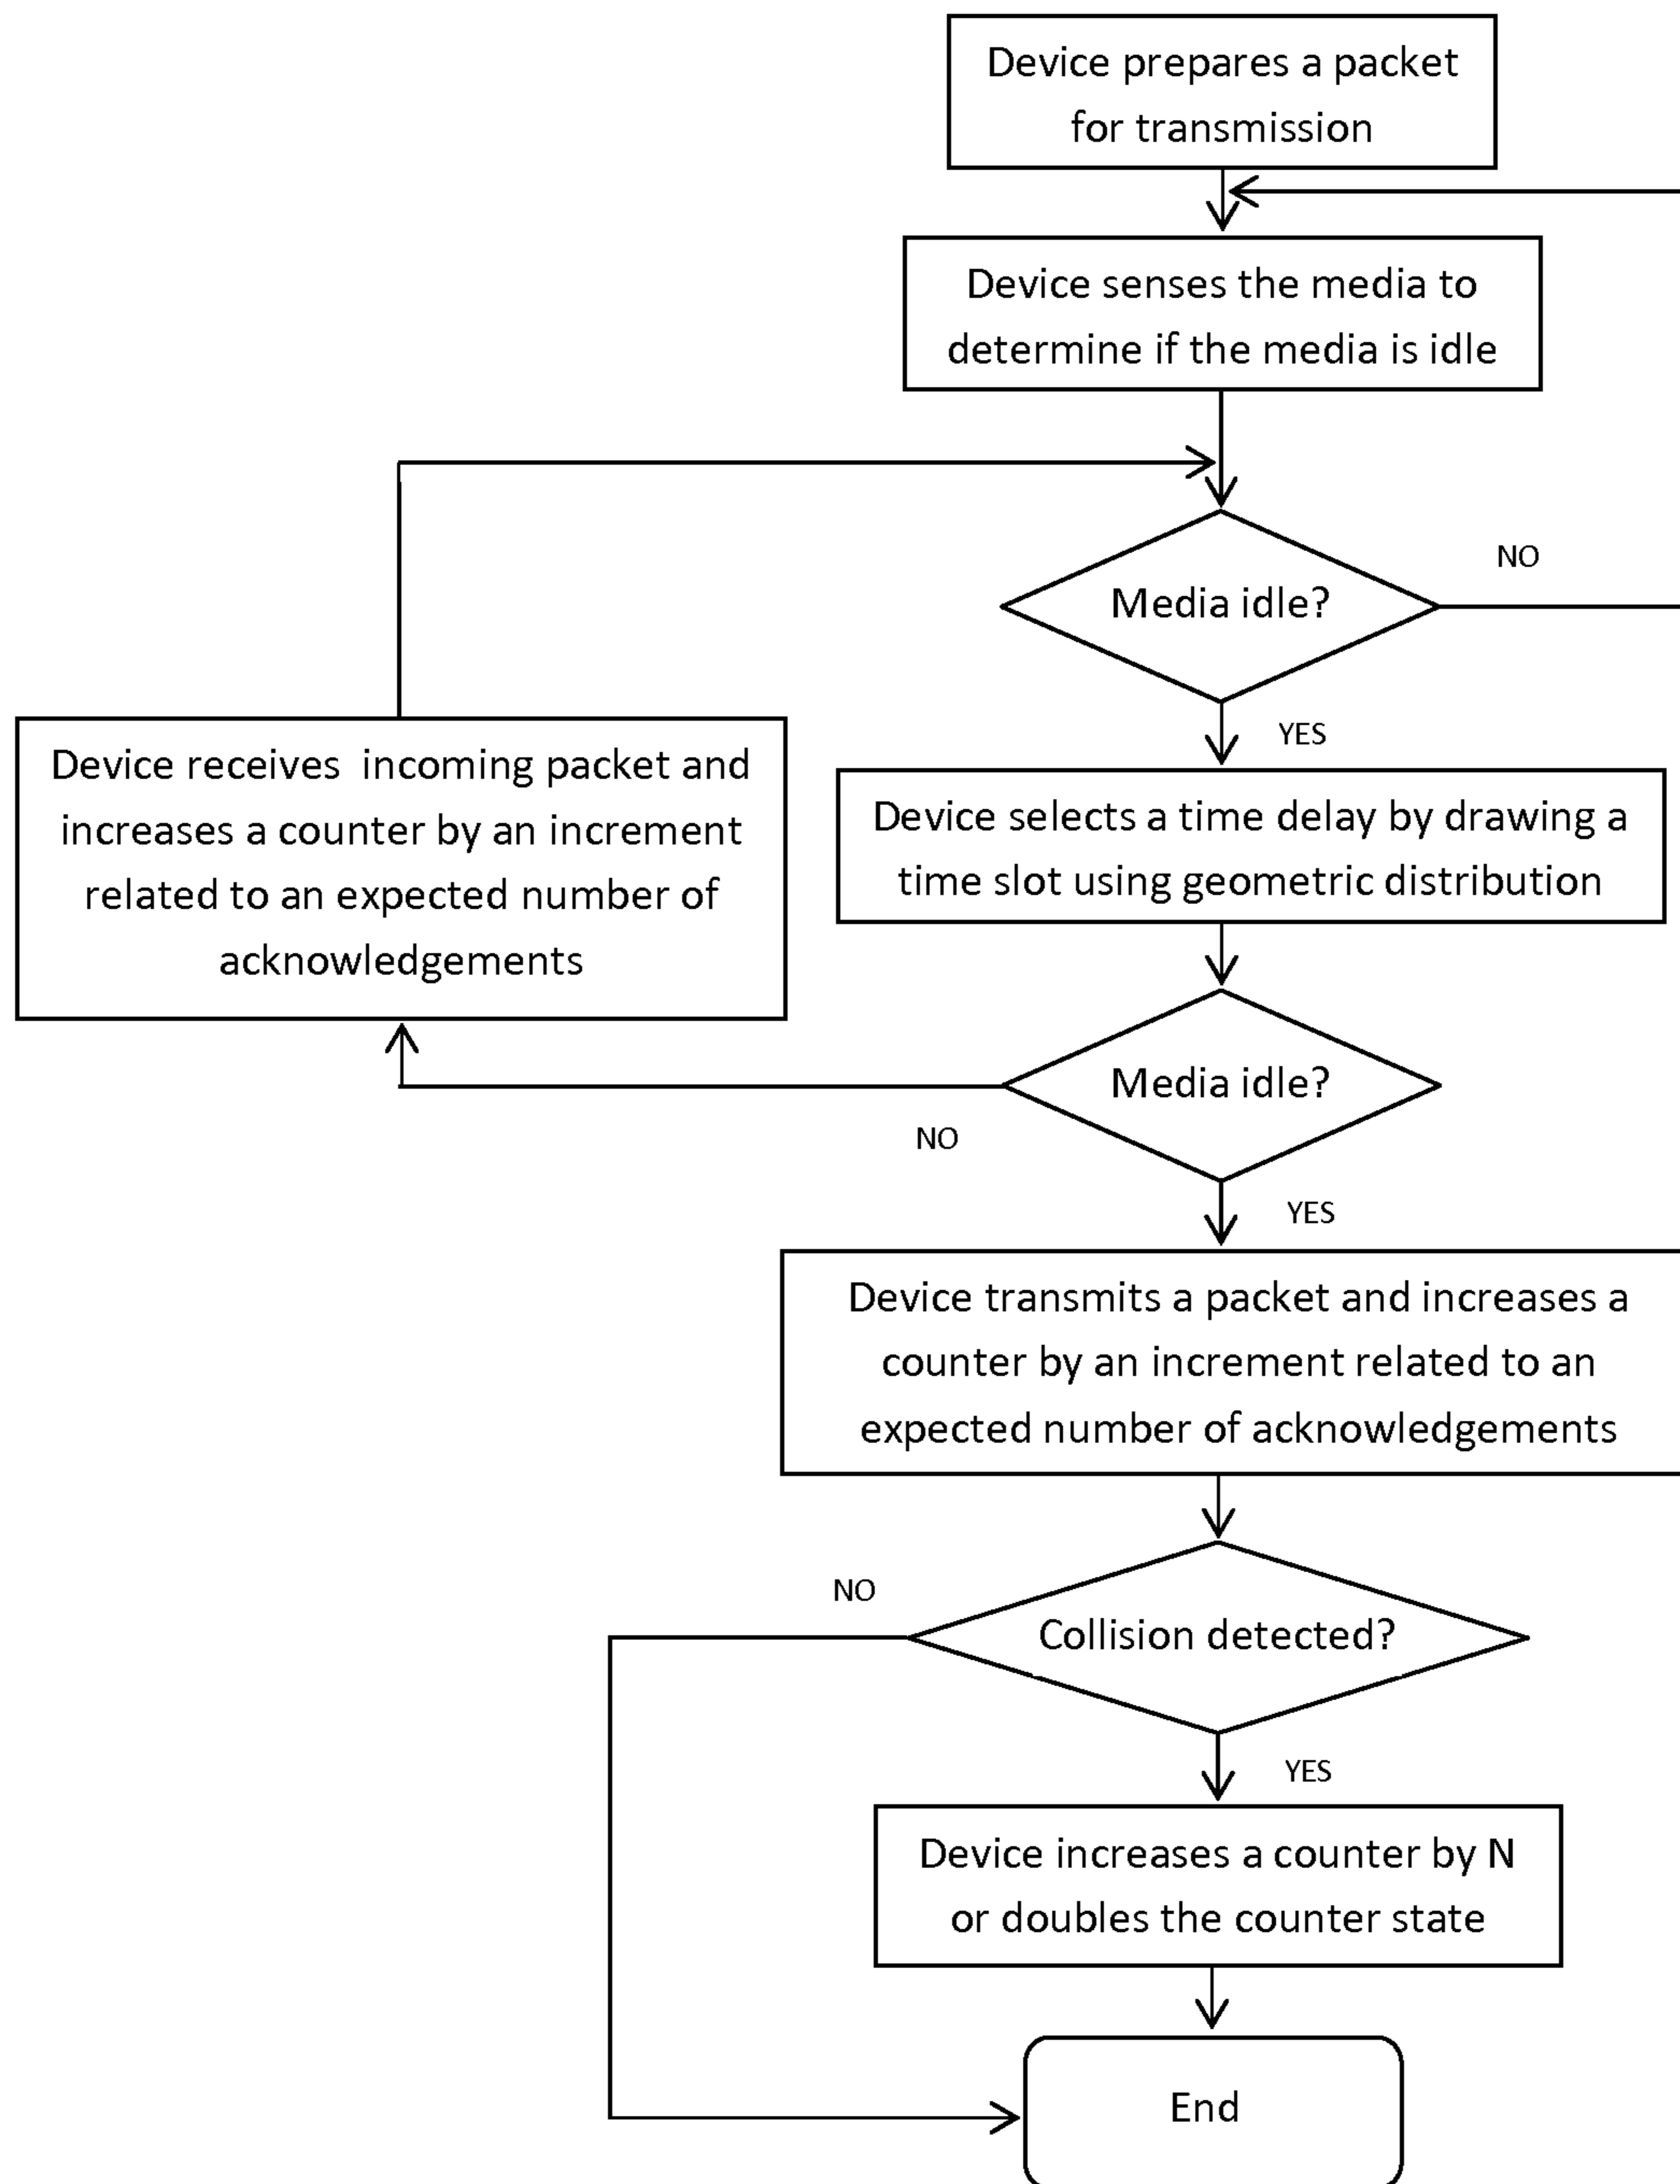 Device prepares a packet
for transmission
Device senses the media to
determine if the media is idle
Media idle?
NO
YES
Device receives incoming packet and
increases a counter by an increment
related to an expected number of
acknowledgements
Device selects a time delay by drawing a
time slot using geometric distribution
Media idle?
NO
YES
Device transmits a packet and increases a
counter by an increment related to an
expected number of acknowledgements
NO
Collision detected?
YES
Device increases a counter by N
or doubles the counter state
End